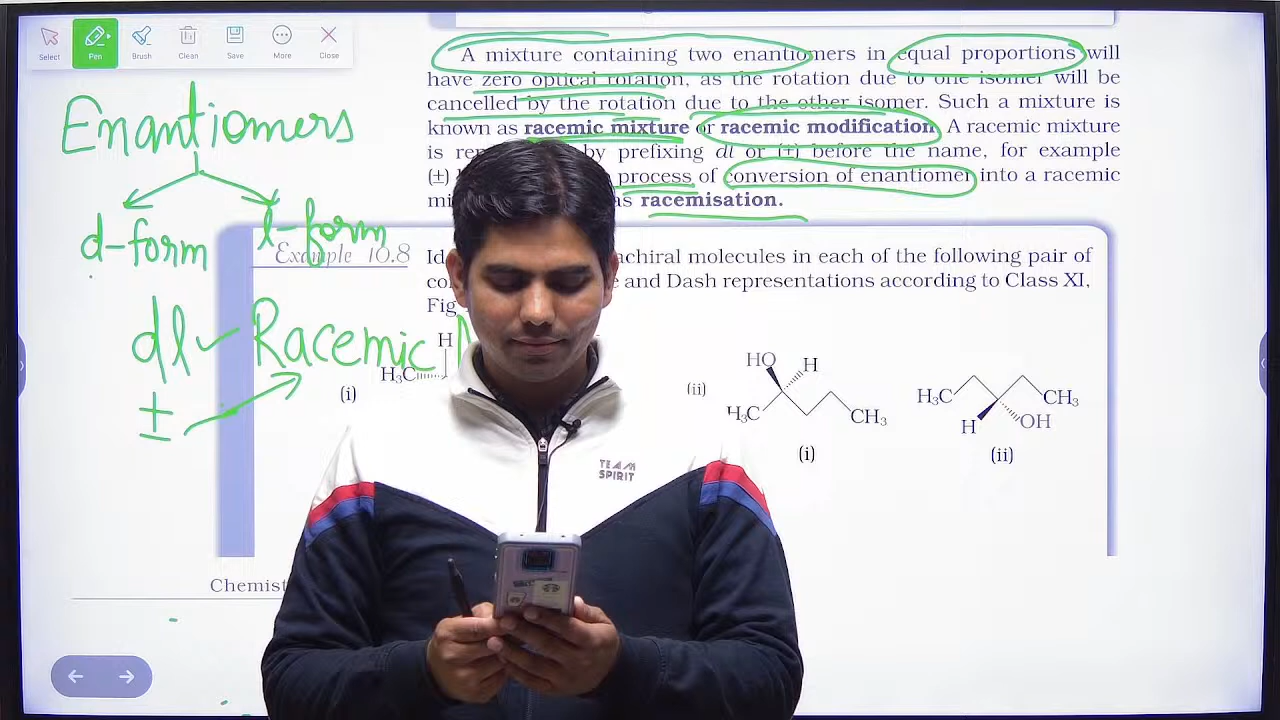 Select Pen Brush Clean Save More Close
Enantiomers
d-form l-form
dl Racemic
±
A mixture containing two enantiomers in equal proportions will
have zero optical rotation, as the rotation due to one isomer will be
cancelled by the rotation due to the other isomer. Such a mixture is
known as racemic mixture or racemic modification. A racemic mixture
is by prefixing dl or (±) before the name, for example
(±) process of conversion of enantiomer into a racemic
as racemisation.
Example 10.8
achiral molecules in each of the following pair of
and Dash representations according to Class XI,
Fig
(i)
H
H₃C
(ii)
HO H
H₃C CH₃
(i)
H₃C CH₃
H OH
(ii)
TEAM
SPIRIT